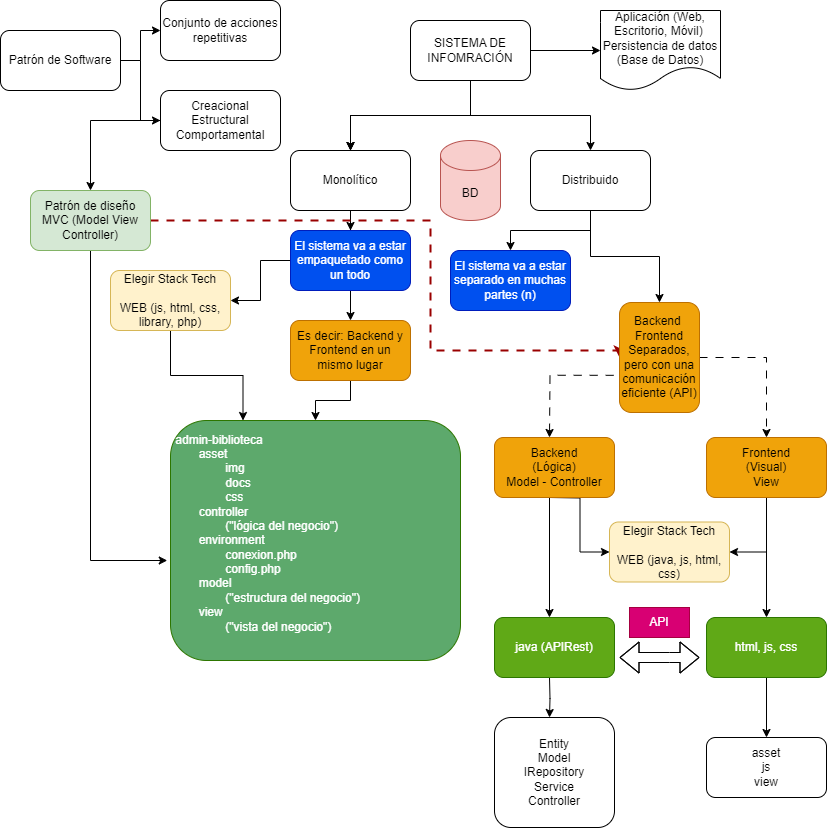 Patrón de Software
Conjunto de acciones
repetitivas
Creacional
Estructural
Comportamental
SISTEMA DE
INFOMRACIÓN
Aplicación (Web,
Escritorio, Móvil)
Persistencia de datos
(Base de Datos)
Monolítico
BD
Distribuido
Patrón de diseño
MVC (Model View
Controller)
El sistema va a estar
empaquetado como
un todo
El sistema va a estar
separado en muchas
partes (n)
Elegir Stack Tech
WEB (js, html, css,
library, php)
Es decir: Backend y
Frontend en un
mismo lugar
Backend
Frontend
Separados,
pero con una
comunicación
eficiente (API)
admin-biblioteca
asset
img
docs
css
controller
("lógica del negocio")
environment
conexion.php
config.php
model
("estructura del negocio")
view
("vista del negocio")
Backend
(Lógica)
Model - Controller
Frontend
(Visual)
View
Elegir Stack Tech
WEB (java, js, html,
css)
java (APIRest)
API
html, js, css
Entity
Model
IRepository
Service
Controller
asset
js
view